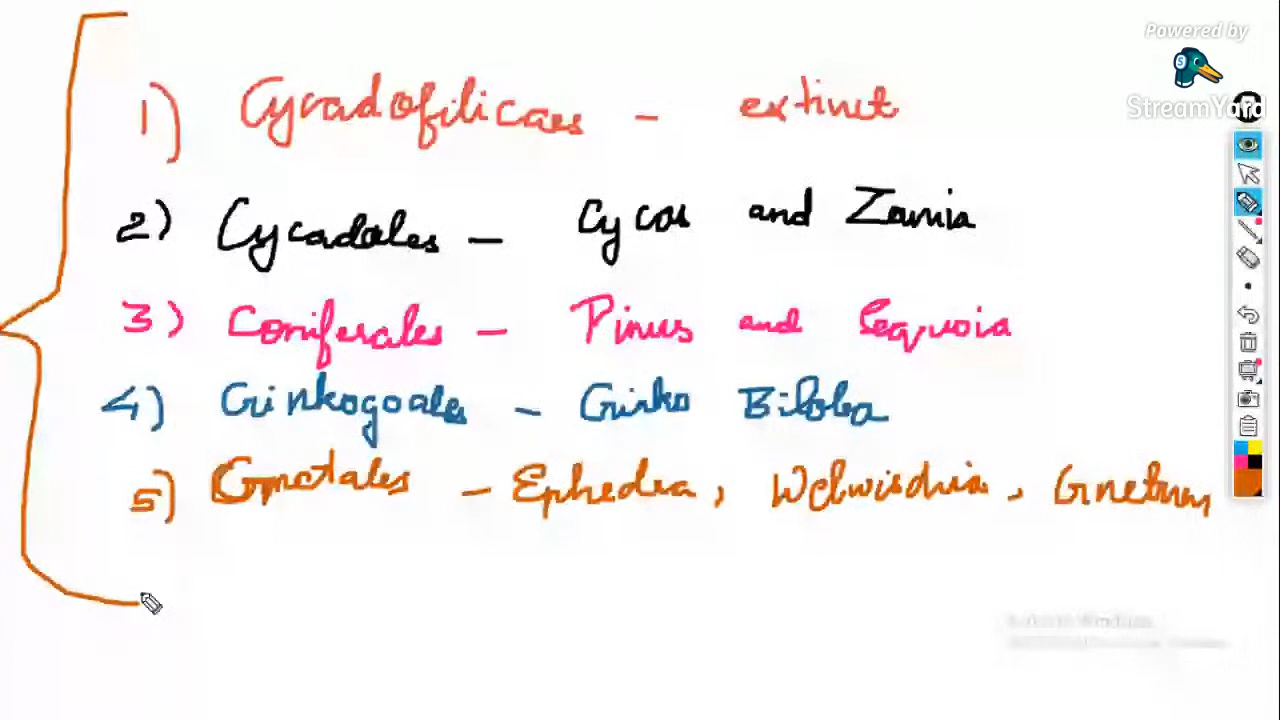 Powered by
StreamYard
1) Cycadofilicaes - extinct
2) Cycadales - Cycas and Zamia
3) Coniferales - Pinus and Sequoia
4) Ginkogoales - Ginko Biloba
5) Gnetales - Ephedra, Welwischia, Gnetum